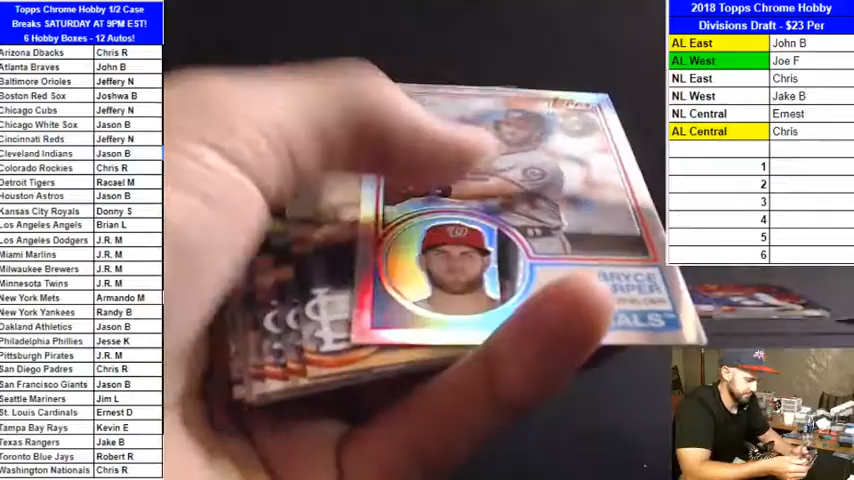 Topps Chrome Hobby 1/2 Case
Breaks SATURDAY AT 9PM EST!
6 Hobby Boxes - 12 Autos!
Arizona Dbacks Chris R
Atlanta Braves John B
Baltimore Orioles Jeffery N
Boston Red Sox Joshwa B
Chicago Cubs Jeffery N
Chicago White Sox Jason B
Cincinnati Reds Jeffery N
Cleveland Indians Jason B
Colorado Rockies Chris R
Detroit Tigers Racael M
Houston Astros Jason B
Kansas City Royals Donny S
Los Angeles Angels Brian L
Los Angeles Dodgers J.R. M
Miami Marlins J.R. M
Milwaukee Brewers J.R. M
Minnesota Twins J.R. M
New York Mets Armando M
New York Yankees Randy B
Oakland Athletics Jason B
Philadelphia Phillies Jesse K
Pittsburgh Pirates J.R. M
San Diego Padres Chris R
San Francisco Giants Jason B
Seattle Mariners Jim L
St. Louis Cardinals Ernest D
Tampa Bay Rays Kevin E
Texas Rangers Jake B
Toronto Blue Jays Robert R
Washington Nationals Chris R
Topps
W
BRYCE
ARPER
ALS
2018 Topps Chrome Hobby
Divisions Draft - $23 Per
AL East John B
AL West Joe F
NL East Chris
NL West Jake B
NL Central Ernest
AL Central Chris
1
2
3
4
5
6